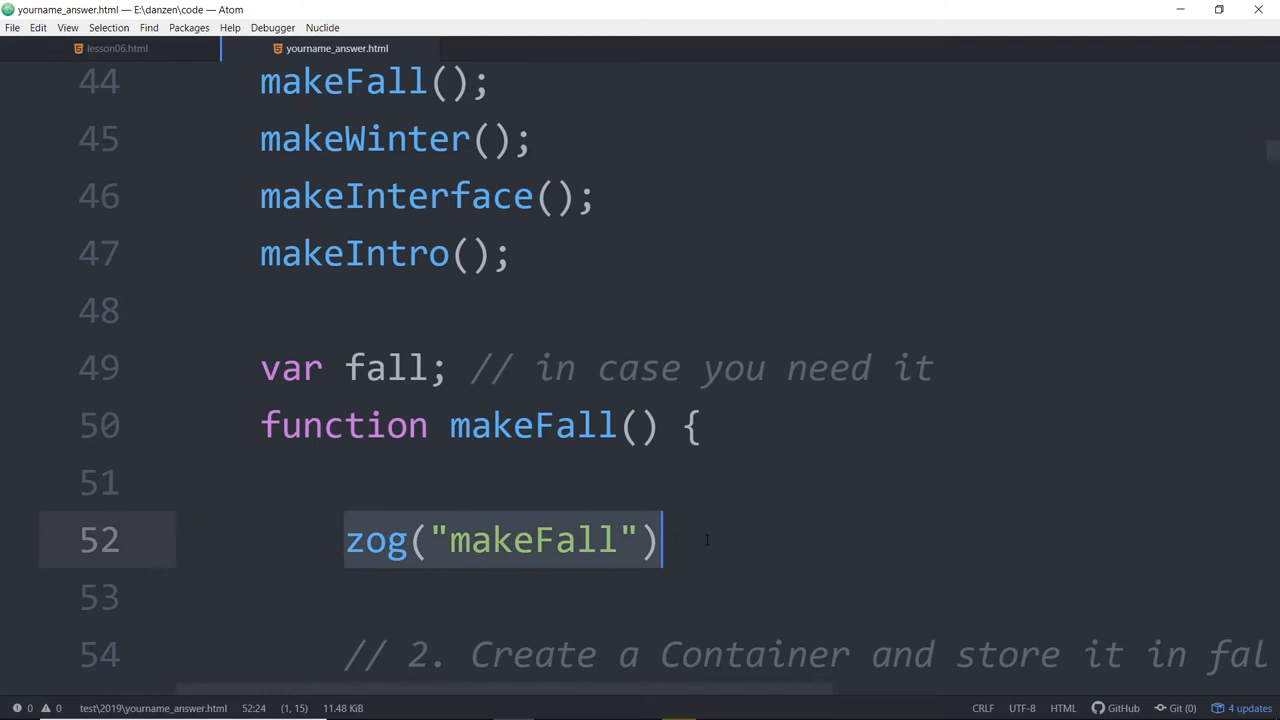 yourname_answer.html — E:\danzen\code — Atom
File Edit View Selection Find Packages Help Debugger Nuclide
lesson06.html yourname_answer.html
44 makeFall();
45 makeWinter();
46 makeInterface();
47 makeIntro();
48
49 var fall; // in case you need it
50 function makeFall() {
51
52 zog("makeFall")
53
54 // 2. Create a Container and store it in fal
0 0 test\2019\yourname_answer.html 52:24 (1, 15) 11.48 KiB CRLF UTF-8 HTML GitHub Git (0) 4 updates